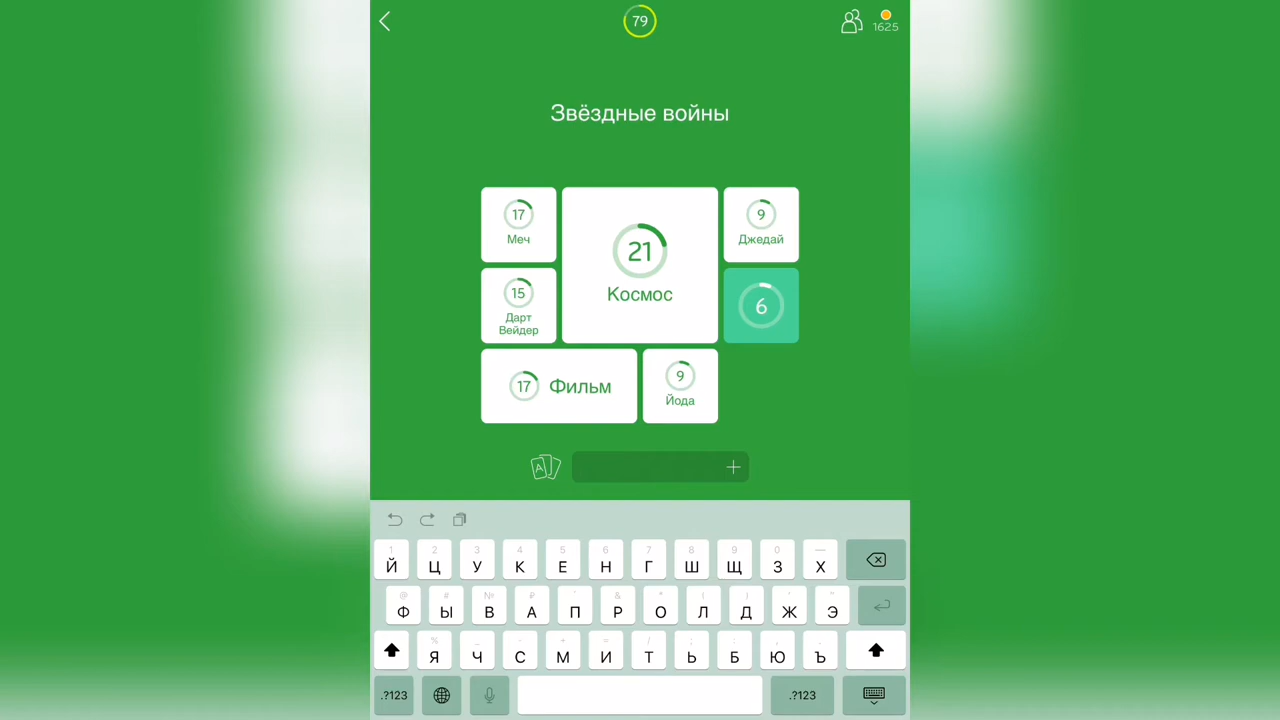 79
1625
Звёздные войны
17
Меч
21
Космос
9
Джедай
15
Дарт
Вейдер
6
17 Фильм
9
Йода
A
+
1 2 3 4 5 6 7 8 9 0 —
Й Ц У К Е Н Г Ш Щ З Х
@ # № ₽ ` & * ( ) ' "
Ф Ы В А П Р О Л Д Ж Э
% _ - + = / ; : , .
Я Ч С М И Т Ь Б Ю Ъ
.?123 .?123